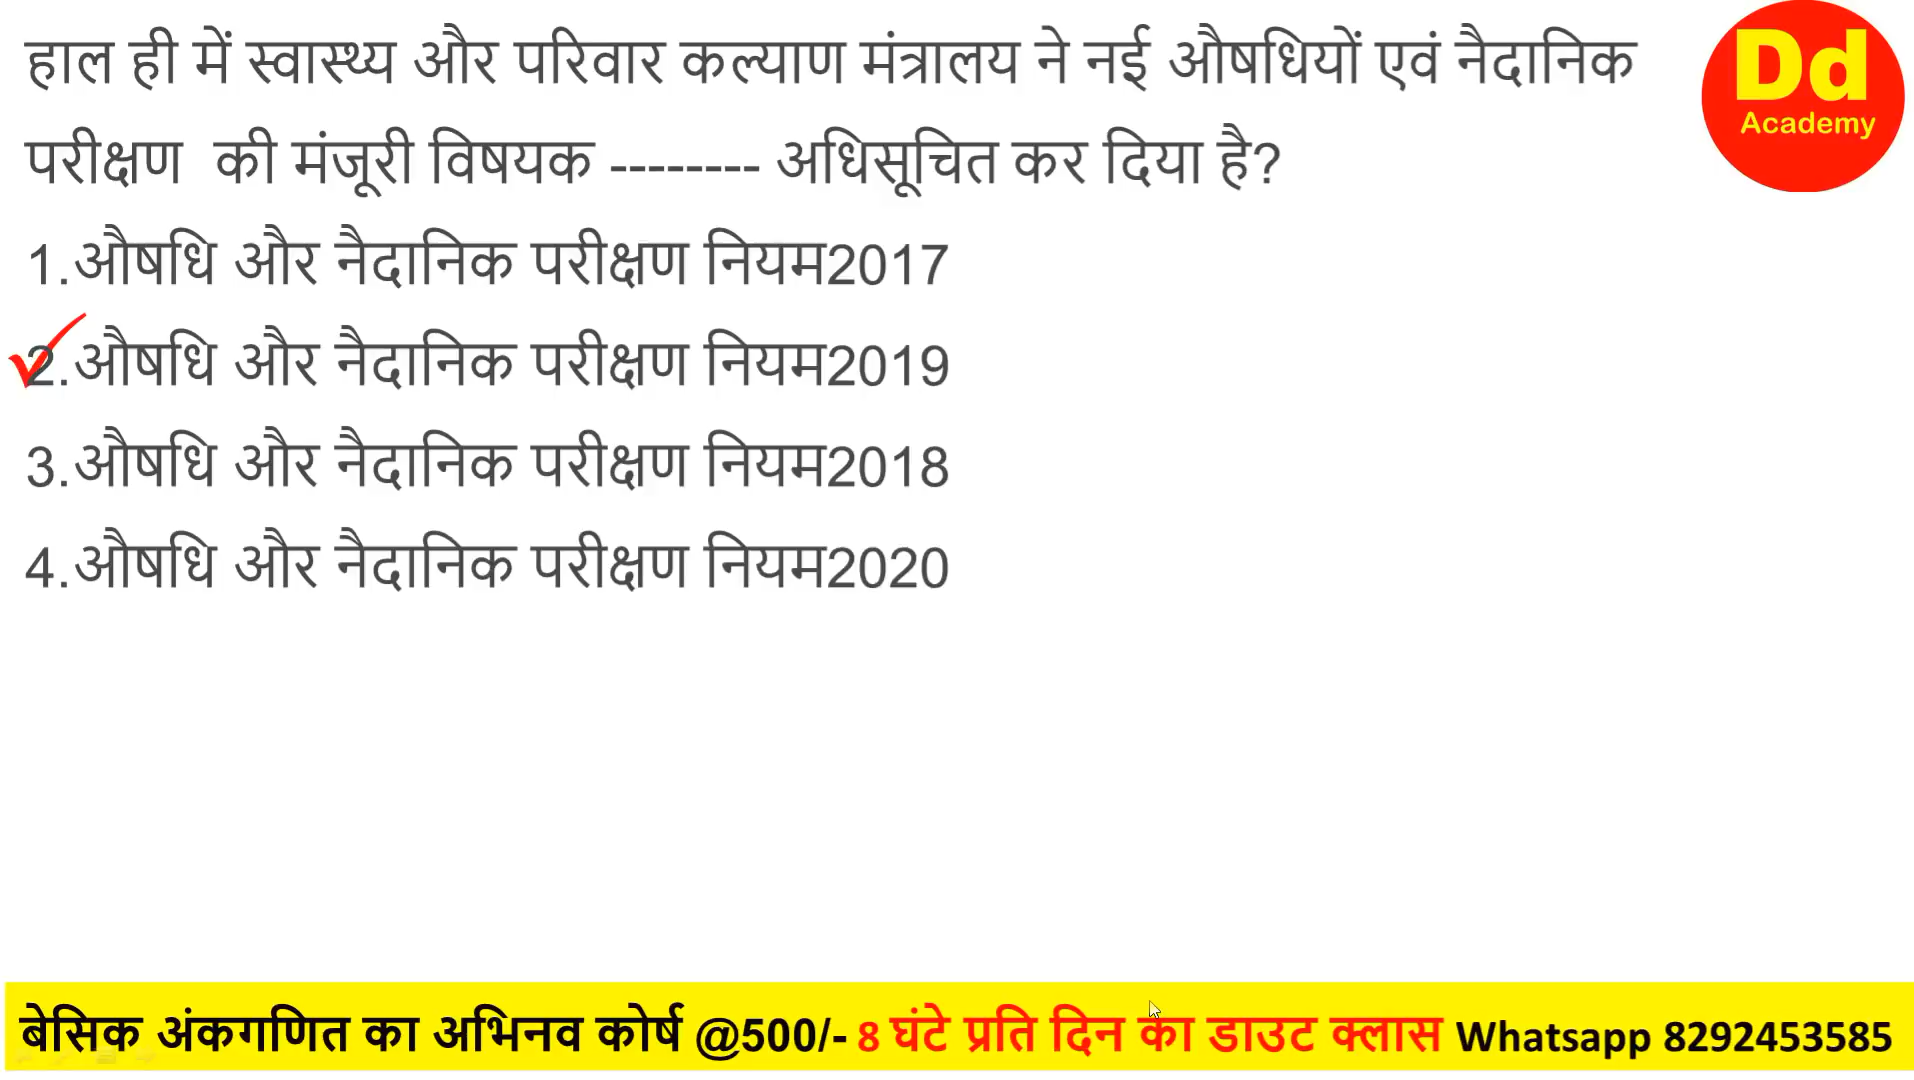 हाल ही में स्वास्थ्य और परिवार कल्याण मंत्रालय ने नई औषधियों एवं नैदानिक
परीक्षण की मंजूरी विषयक -------- अधिसूचित कर दिया है?
1.औषधि और नैदानिक परीक्षण नियम2017
2.औषधि और नैदानिक परीक्षण नियम2019
3.औषधि और नैदानिक परीक्षण नियम2018
4.औषधि और नैदानिक परीक्षण नियम2020
Dd
Academy
बेसिक अंकगणित का अभिनव कोर्ष @500/- 8 घंटे प्रति दिन का डाउट क्लास Whatsapp 8292453585